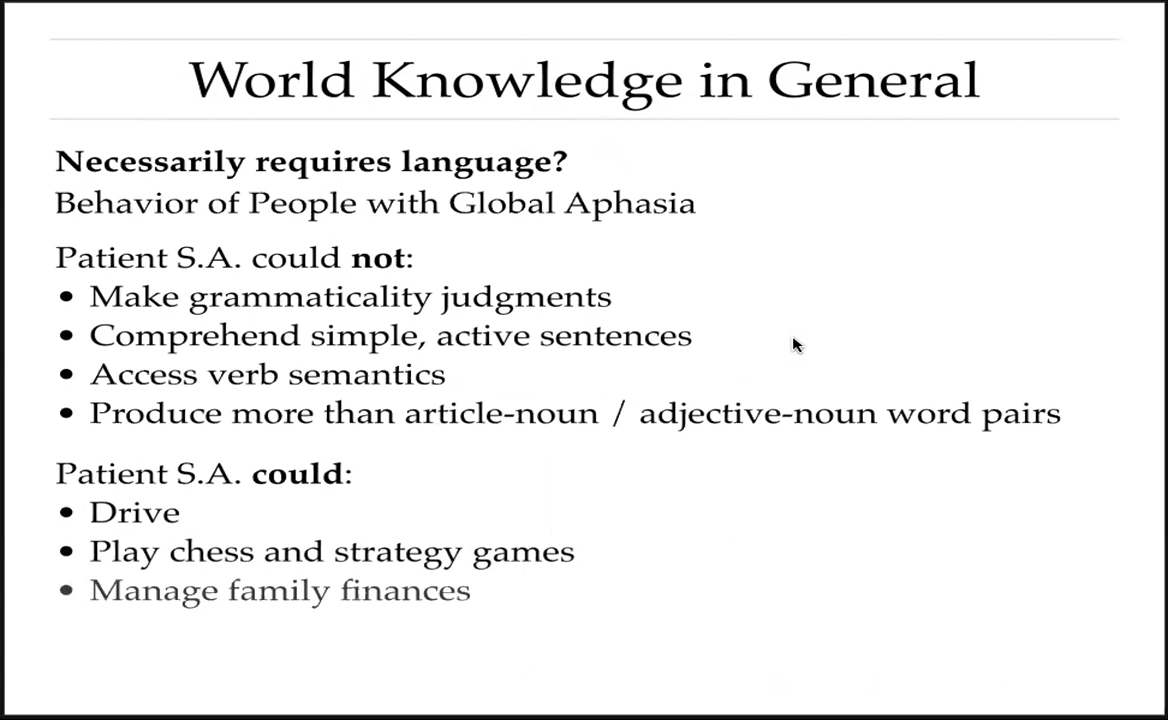 World Knowledge in General
Necessarily requires language?
Behavior of People with Global Aphasia
Patient S.A. could not:
• Make grammaticality judgments
• Comprehend simple, active sentences
• Access verb semantics
• Produce more than article-noun / adjective-noun word pairs
Patient S.A. could:
• Drive
• Play chess and strategy games
• Manage family finances